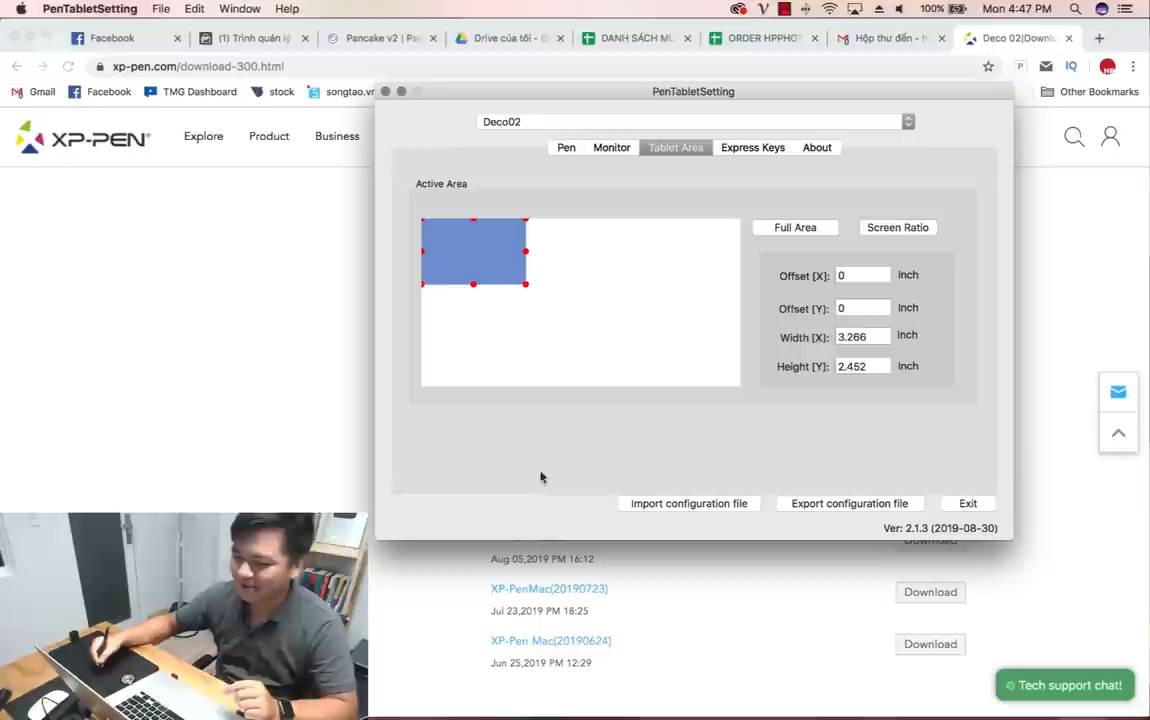 PenTabletSetting File Edit Window Help 100% Mon 4:47 PM
Facebook (1) Trình quản lý Pancake v2 | Pa Drive của tôi - G DANH SÁCH MU ORDER HPPHO Hộp thư đến - h Deco 02|Downl
xp-pen.com/download-300.html
Gmail Facebook TMG Dashboard stock songtao.vn Other Bookmarks
XP-PEN Explore Product Business
PenTabletSetting
Deco02
Pen Monitor Tablet Area Express Keys About
Active Area
Full Area Screen Ratio
Offset [X]: 0 Inch
Offset [Y]: 0 Inch
Width [X]: 3.266 Inch
Height [Y]: 2.452 Inch
Import configuration file Export configuration file Exit
Ver: 2.1.3 (2019-08-30)
Download
Aug 05,2019 PM 16:12
XP-PenMac(20190723) Download
Jul 23,2019 PM 18:25
XP-Pen Mac(20190624) Download
Jun 25,2019 PM 12:29
Tech support chat!